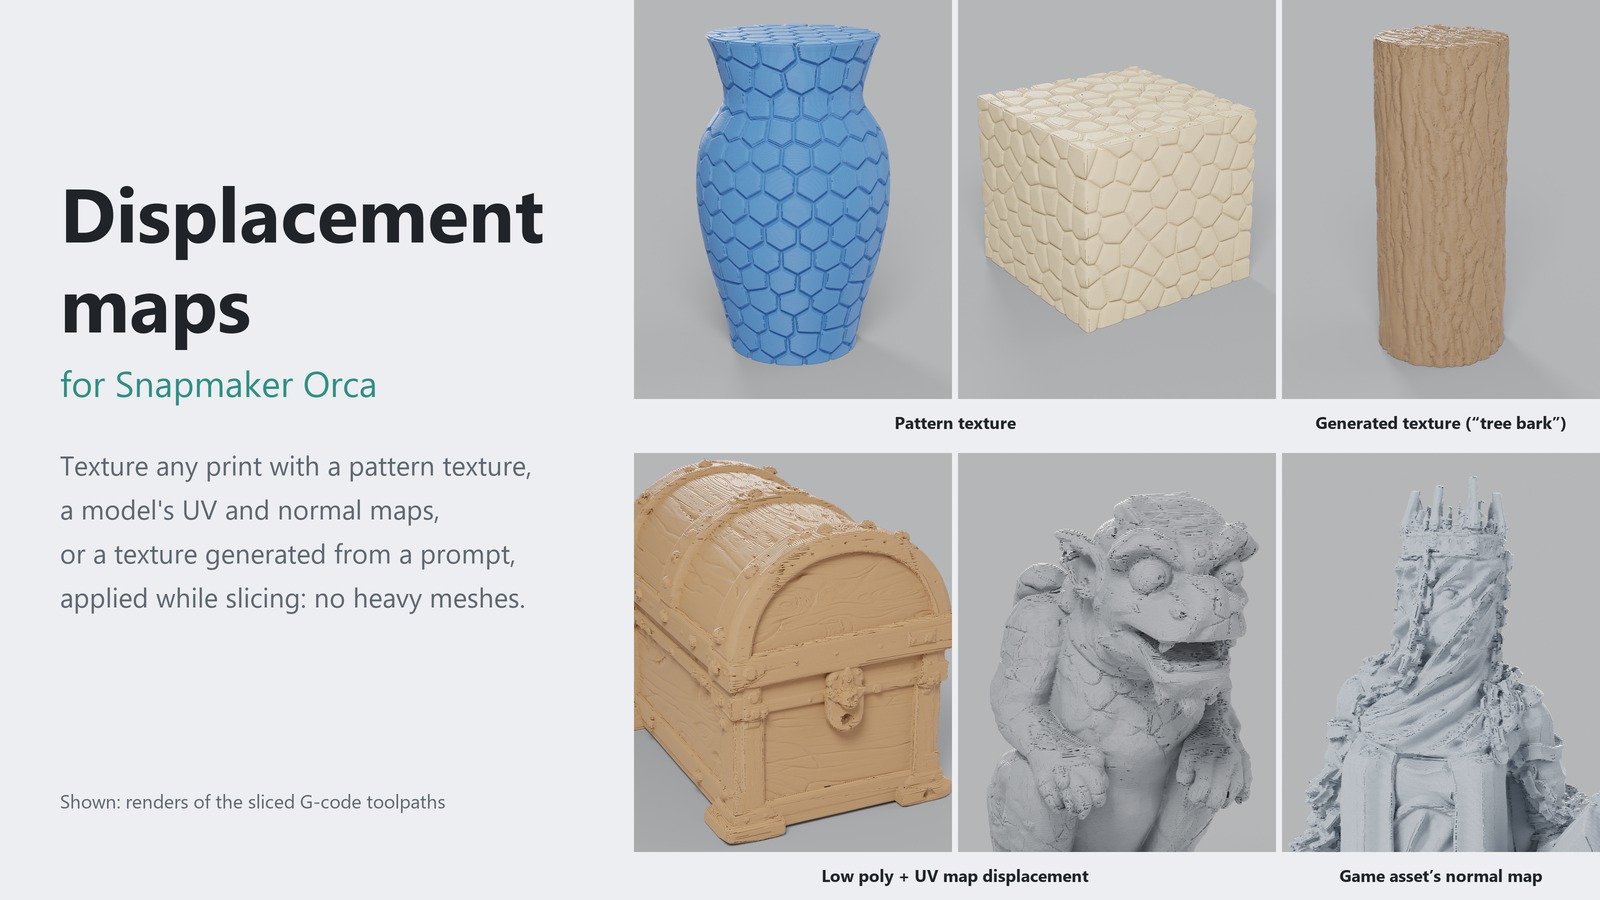 Displacement
maps
for Snapmaker Orca
Texture any print with a pattern texture,
a model's UV and normal maps,
or a texture generated from a prompt,
applied while slicing: no heavy meshes.
Shown: renders of the sliced G-code toolpaths
Pattern texture
Generated texture (“tree bark”)
Low poly + UV map displacement
Game asset’s normal map